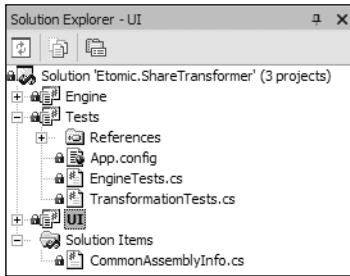 Solution Explorer - UI
Solution 'Etomic.ShareTransformer' (3 projects)
Engine
Tests
References
App.config
EngineTests.cs
TransformationTests.cs
UI
Solution Items
CommonAssemblyInfo.cs